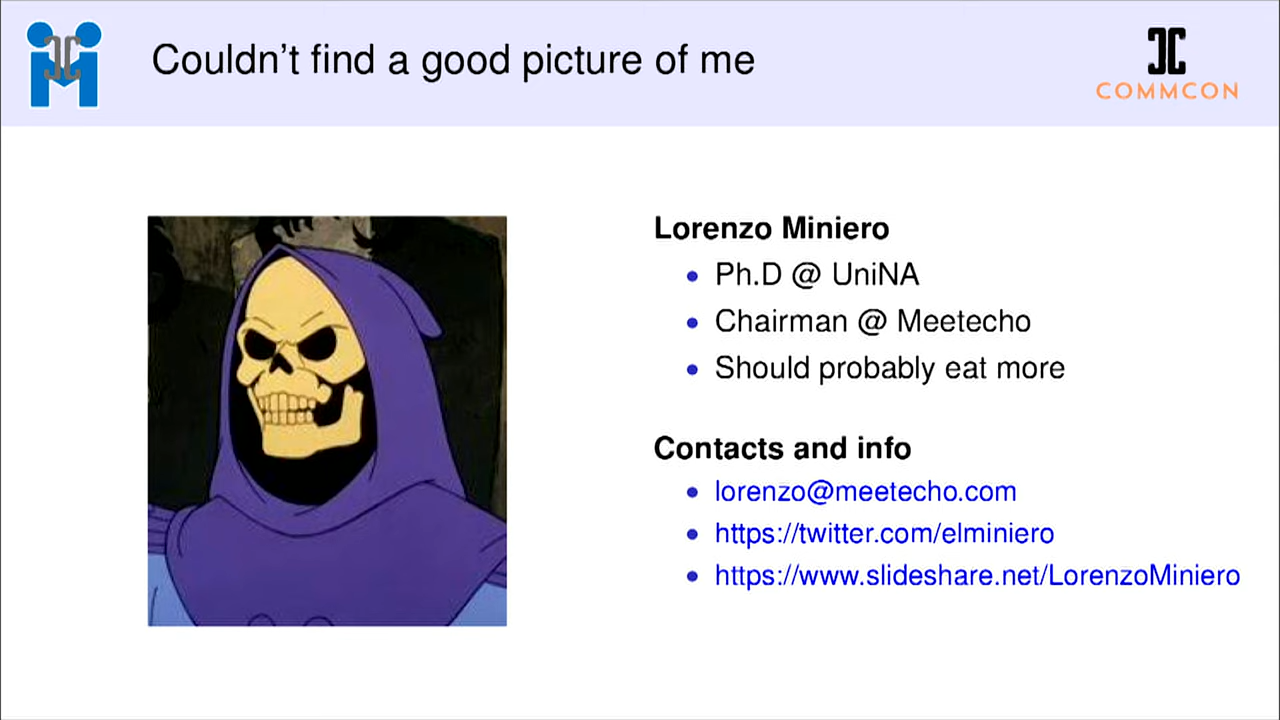 Couldn't find a good picture of me
COMMCON
Lorenzo Miniero
Ph.D @ UniNA
Chairman @ Meetecho
Should probably eat more
Contacts and info
lorenzo@meetecho.com
https://twitter.com/elminiero
https://www.slideshare.net/LorenzoMiniero